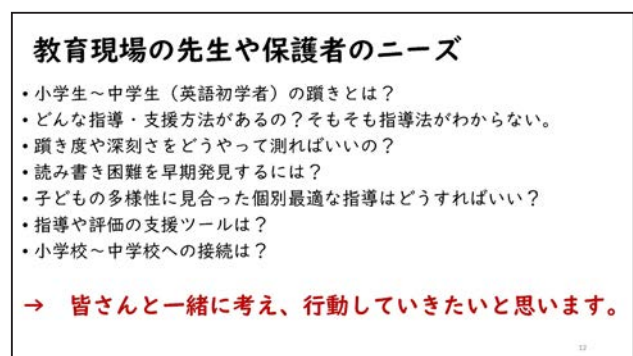 教育現場の先生や保護者のニーズ
・小学生～中学生（英語初学者）の躓きとは？
・どんな指導・支援方法があるの？そもそも指導法がわからない。
・躓き度や深刻さをどうやって測ればいいの？
・読み書き困難を早期発見するには？
・子どもの多様性に見合った個別最適な指導はどうすればいい？
・指導や評価の支援ツールは？
・小学校～中学校への接続は？
→　皆さんと一緒に考え、行動していきたいと思います。
12